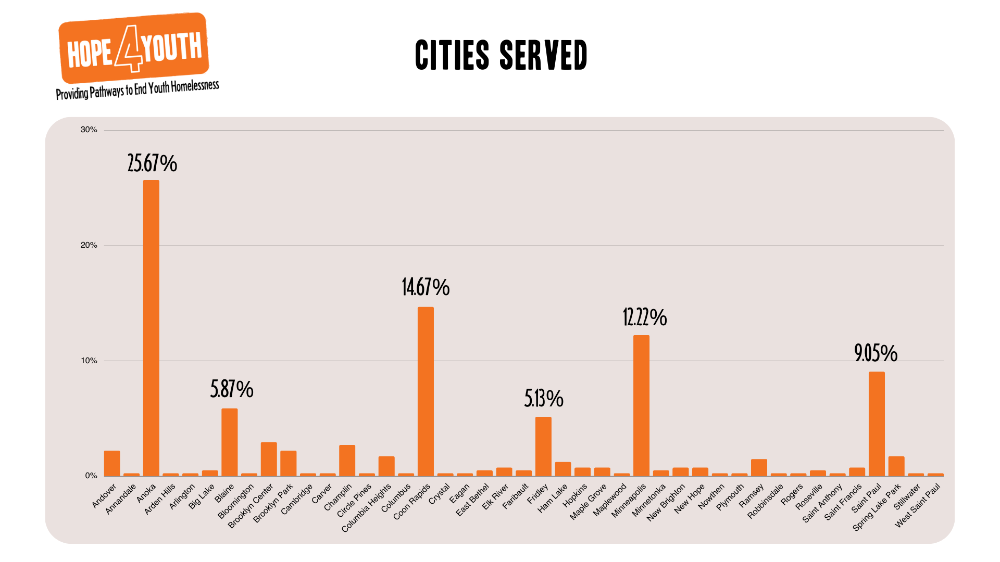 HOPE 4 YOUTH
Providing Pathways to End Youth Homelessness
CITIES SERVED
30%
20%
10%
0%
25.67%
5.87%
14.67%
5.13%
12.22%
9.05%
Andover
Annandale
Anoka
Arden Hills
Arlington
Big Lake
Blaine
Bloomington
Brooklyn Center
Brooklyn Park
Cambridge
Carver
Champlin
Circle Pines
Columbia Heights
Columbus
Coon Rapids
Crystal
Eagan
East Bethel
Elk River
Faribault
Fridley
Ham Lake
Hopkins
Maple Grove
Maplewood
Minneapolis
Minnetonka
New Brighton
New Hope
Nowthen
Plymouth
Ramsey
Robbinsdale
Rogers
Roseville
Saint Anthony
Saint Francis
Saint Paul
Spring Lake Park
Stillwater
West Saint Paul